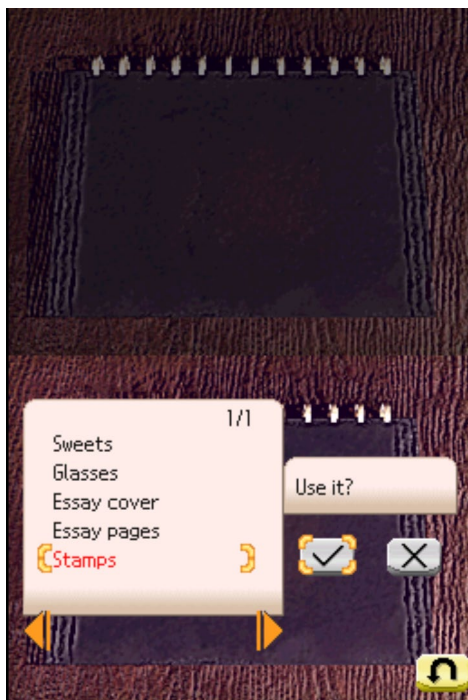 1/1
Sweets
Glasses
Essay cover
Essay pages
Stamps
Use it?